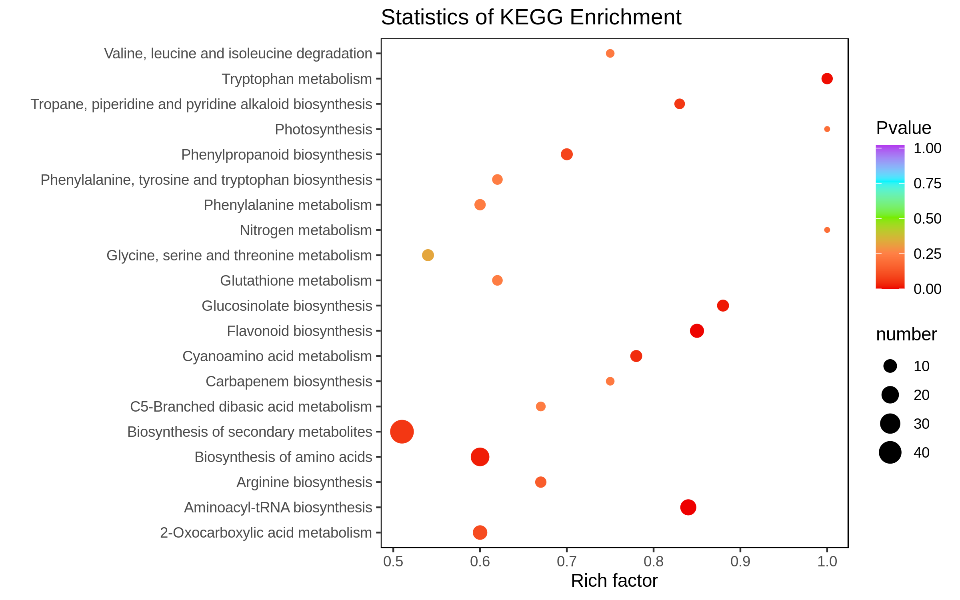 Statistics of KEGG Enrichment
Valine, leucine and isoleucine degradation
Tryptophan metabolism
Tropane, piperidine and pyridine alkaloid biosynthesis
Photosynthesis
Phenylpropanoid biosynthesis
Phenylalanine, tyrosine and tryptophan biosynthesis
Phenylalanine metabolism
Nitrogen metabolism
Glycine, serine and threonine metabolism
Glutathione metabolism
Glucosinolate biosynthesis
Flavonoid biosynthesis
Cyanoamino acid metabolism
Carbapenem biosynthesis
C5-Branched dibasic acid metabolism
Biosynthesis of secondary metabolites
Biosynthesis of amino acids
Arginine biosynthesis
Aminoacyl-tRNA biosynthesis
2-Oxocarboxylic acid metabolism
0.5 0.6 0.7 0.8 0.9 1.0
Rich factor
Pvalue
1.00
0.75
0.50
0.25
0.00
number
10
20
30
40